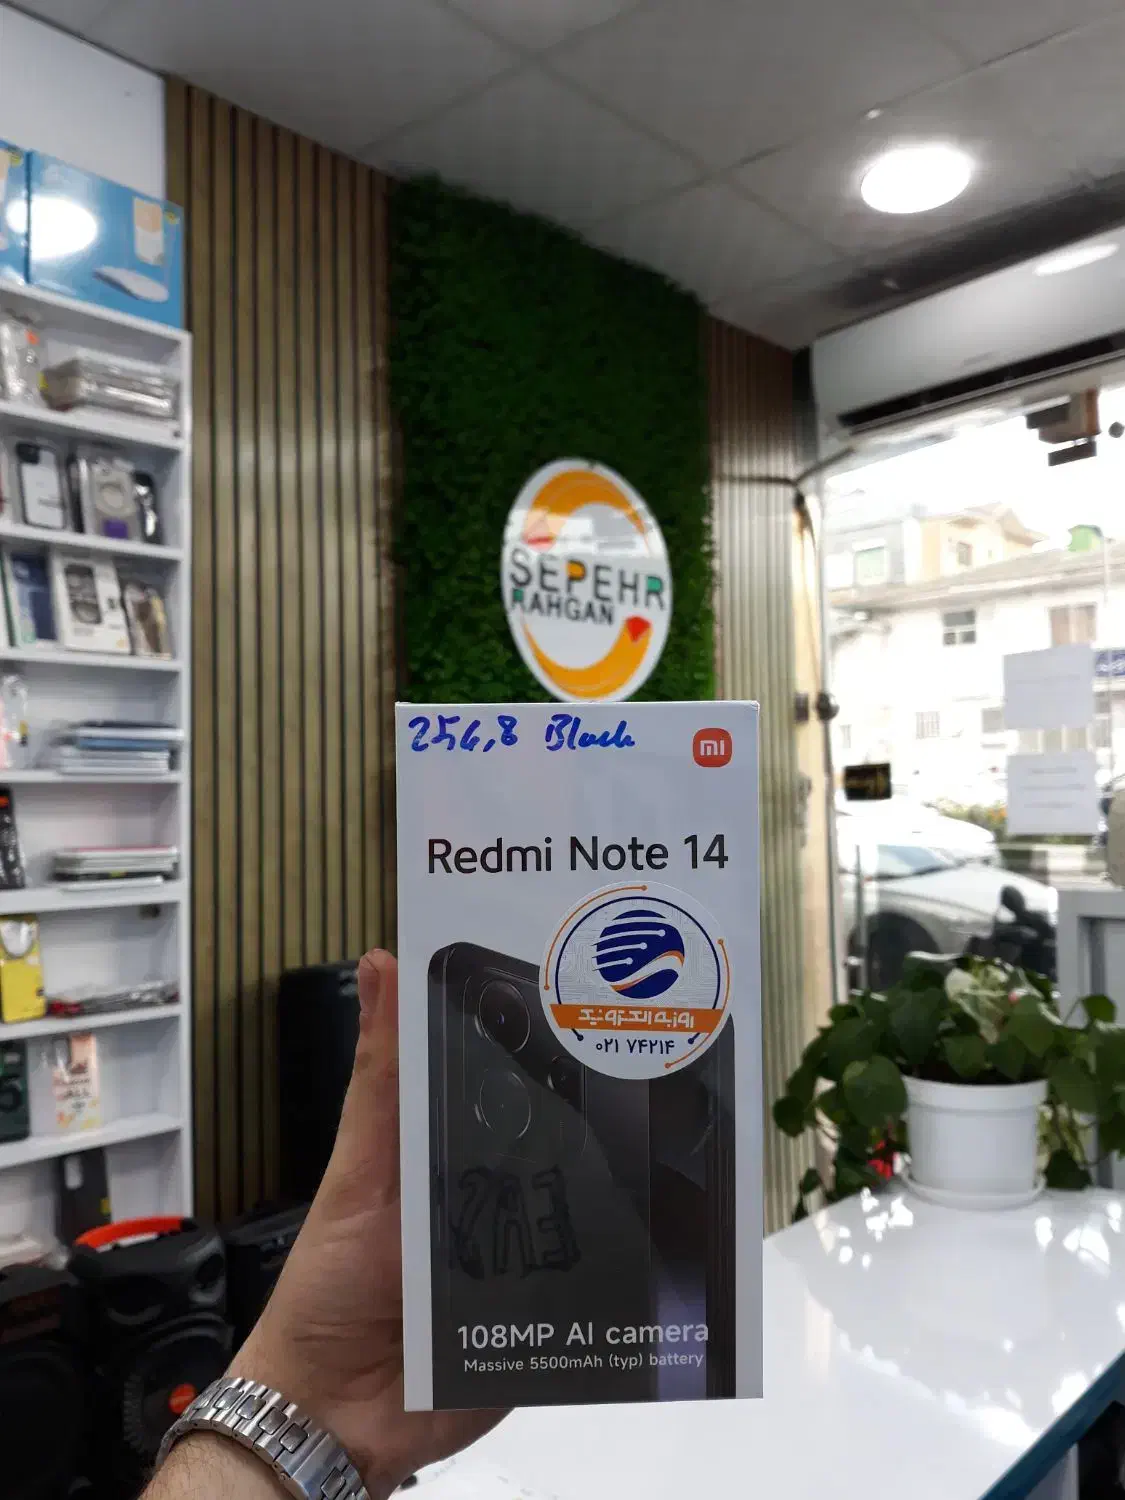 SEPEHR
RAHGAN
256,8 Black
mi
Redmi Note 14
روزبه الکترونیک
۰۲۱ ۷۴۲۱۴
108MP AI camera
Massive 5500mAh (typ) battery